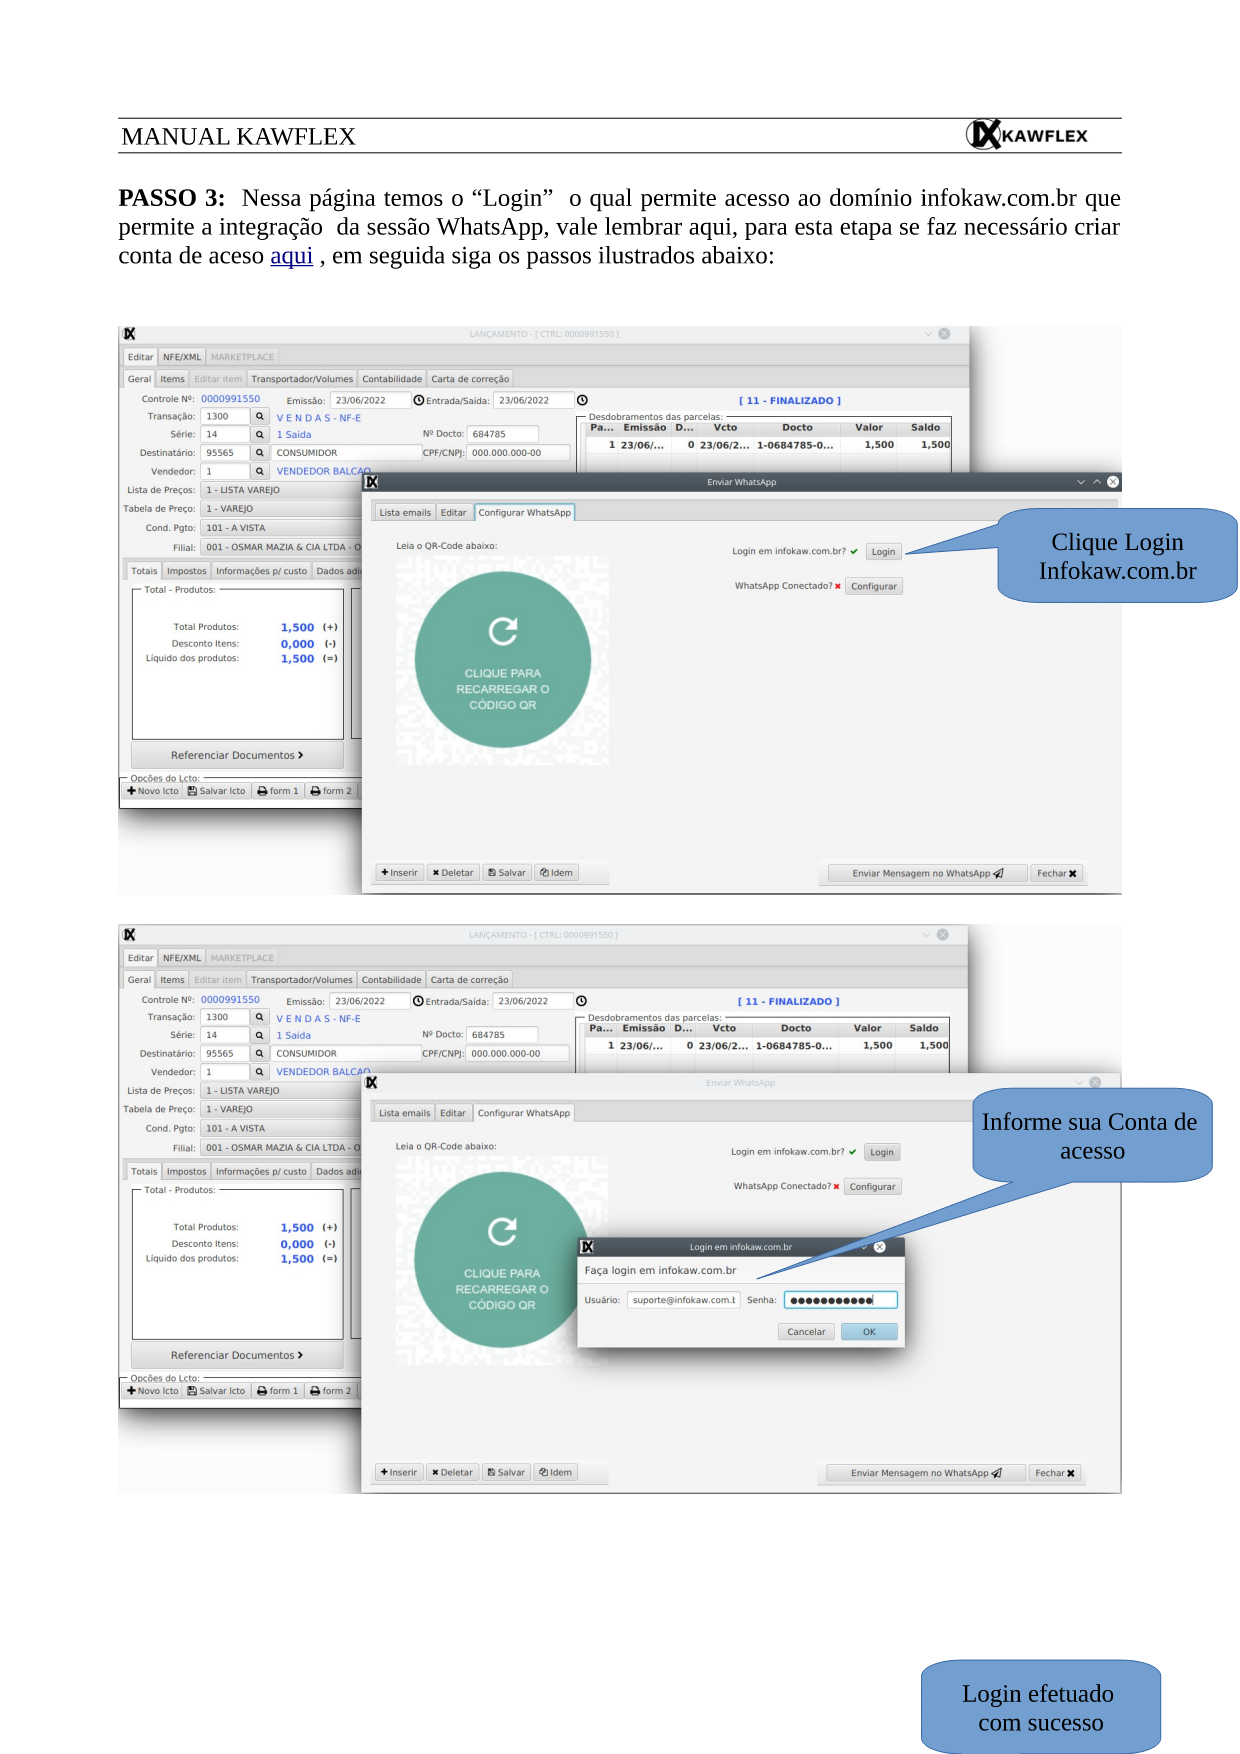 MANUAL KAWFLEX
KAWFLEX
PASSO 3: Nessa página temos o “Login” o qual permite acesso ao domínio infokaw.com.br que
permite a integração da sessão WhatsApp, vale lembrar aqui, para esta etapa se faz necessário criar
conta de aceso aqui , em seguida siga os passos ilustrados abaixo:
LANÇAMENTO - [ CTRL: 0000991550 ]
Editar NFE/XML MARKETPLACE
Geral Items Editar item Transportador/Volumes Contabilidade Carta de correção
Controle Nº: 0000991550 Emissão: 23/06/2022 Entrada/Saída: 23/06/2022 [ 11 - FINALIZADO ]
Transação: 1300 V E N D A S - NF-E Desdobramentos das parcelas:
Pa... Emissão D... Vcto Docto Valor Saldo
Série: 14 1 Saida Nº Docto: 684785
1 23/06/... 0 23/06/2... 1-0684785-0... 1,500 1,500
Destinatário: 95565 CONSUMIDOR CPF/CNPJ: 000.000.000-00
Vendedor: 1 VENDEDOR BALCAO
Lista de Preços: 1 - LISTA VAREJO
Tabela de Preço: 1 - VAREJO
Cond. Pgto: 101 - A VISTA
Filial: 001 - OSMAR MAZIA & CIA LTDA - O
Totais Impostos Informações p/ custo Dados adi
Total - Produtos:
Total Produtos: 1,500 (+)
Desconto Itens: 0,000 (-)
Líquido dos produtos: 1,500 (=)
Referenciar Documentos
Opções do Lcto:
Novo lcto Salvar lcto form 1 form 2
Enviar WhatsApp
Lista emails Editar Configurar WhatsApp
Leia o QR-Code abaixo:
Login em infokaw.com.br? Login
WhatsApp Conectado? Configurar
CLIQUE PARA
RECARREGAR O
CÓDIGO QR
Inserir Deletar Salvar Idem
Enviar Mensagem no WhatsApp Fechar
Clique Login
Infokaw.com.br
LANÇAMENTO - [ CTRL: 0000991550 ]
Editar NFE/XML MARKETPLACE
Geral Items Editar item Transportador/Volumes Contabilidade Carta de correção
Controle Nº: 0000991550 Emissão: 23/06/2022 Entrada/Saída: 23/06/2022 [ 11 - FINALIZADO ]
Transação: 1300 V E N D A S - NF-E Desdobramentos das parcelas:
Pa... Emissão D... Vcto Docto Valor Saldo
Série: 14 1 Saida Nº Docto: 684785
1 23/06/... 0 23/06/2... 1-0684785-0... 1,500 1,500
Destinatário: 95565 CONSUMIDOR CPF/CNPJ: 000.000.000-00
Vendedor: 1 VENDEDOR BALCAO
Lista de Preços: 1 - LISTA VAREJO
Tabela de Preço: 1 - VAREJO
Cond. Pgto: 101 - A VISTA
Filial: 001 - OSMAR MAZIA & CIA LTDA - O
Totais Impostos Informações p/ custo Dados adi
Total - Produtos:
Total Produtos: 1,500 (+)
Desconto Itens: 0,000 (-)
Líquido dos produtos: 1,500 (=)
Referenciar Documentos
Opções do Lcto:
Novo lcto Salvar lcto form 1 form 2
Enviar WhatsApp
Lista emails Editar Configurar WhatsApp
Leia o QR-Code abaixo:
Login em infokaw.com.br? Login
WhatsApp Conectado? Configurar
CLIQUE PARA
RECARREGAR O
CÓDIGO QR
Login em infokaw.com.br
Faça login em infokaw.com.br
Usuário: suporte@infokaw.com.b Senha: ●●●●●●●●●●●
Cancelar OK
Inserir Deletar Salvar Idem
Enviar Mensagem no WhatsApp Fechar
Informe sua Conta de
acesso
Login efetuado
com sucesso